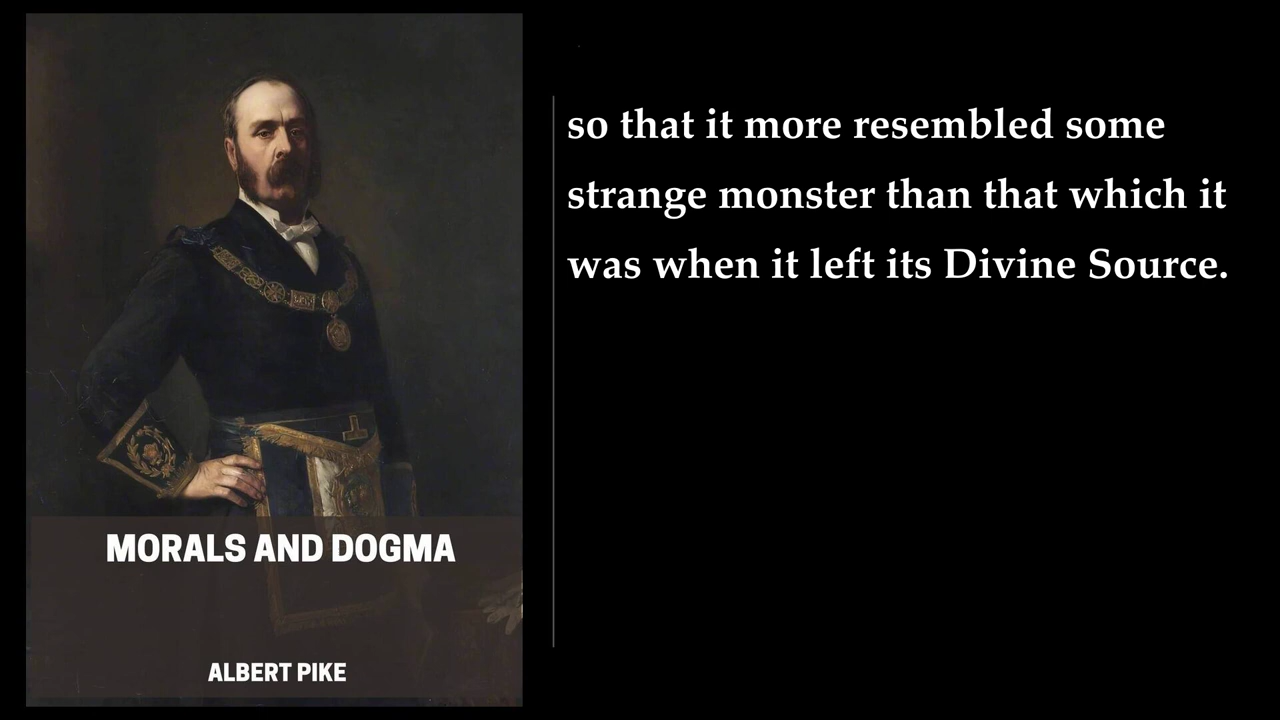 MORALS AND DOGMA
ALBERT PIKE
so that it more resembled some
strange monster than that which it
was when it left its Divine Source.